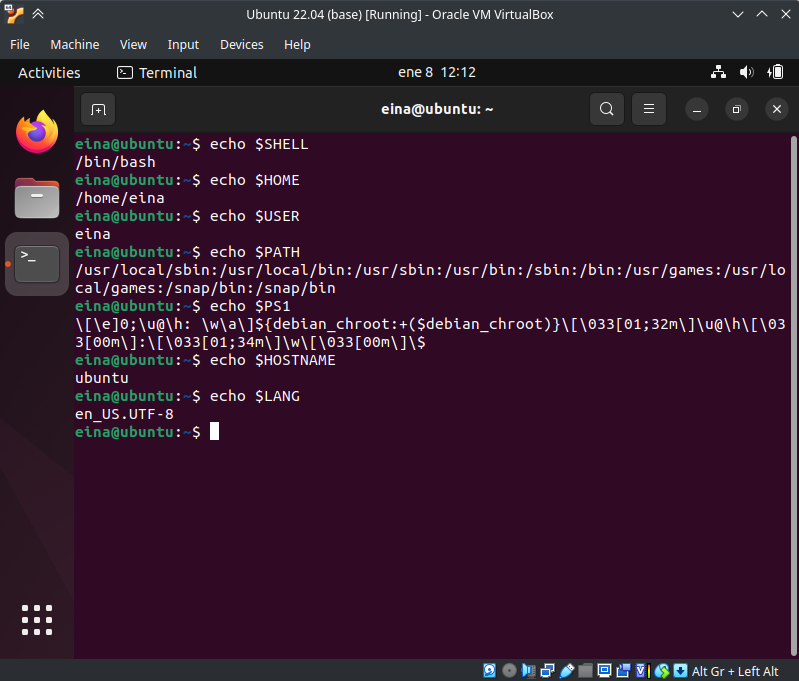 Ubuntu 22.04 (base) [Running] - Oracle VM VirtualBox
File Machine View Input Devices Help
Activities Terminal ene 8 12:12
eina@ubuntu: ~
eina@ubuntu:~$ echo $SHELL
/bin/bash
eina@ubuntu:~$ echo $HOME
/home/eina
eina@ubuntu:~$ echo $USER
eina
eina@ubuntu:~$ echo $PATH
/usr/local/sbin:/usr/local/bin:/usr/sbin:/usr/bin:/sbin:/bin:/usr/games:/usr/lo
cal/games:/snap/bin:/snap/bin
eina@ubuntu:~$ echo $PS1
\[\e]0;\u@\h: \w\a\]${debian_chroot:+($debian_chroot)}\[\033[01;32m\]\u@\h\[\03
3[00m\]:\[\033[01;34m\]\w\[\033[00m\]\$
eina@ubuntu:~$ echo $HOSTNAME
ubuntu
eina@ubuntu:~$ echo $LANG
en_US.UTF-8
eina@ubuntu:~$
Alt Gr + Left Alt